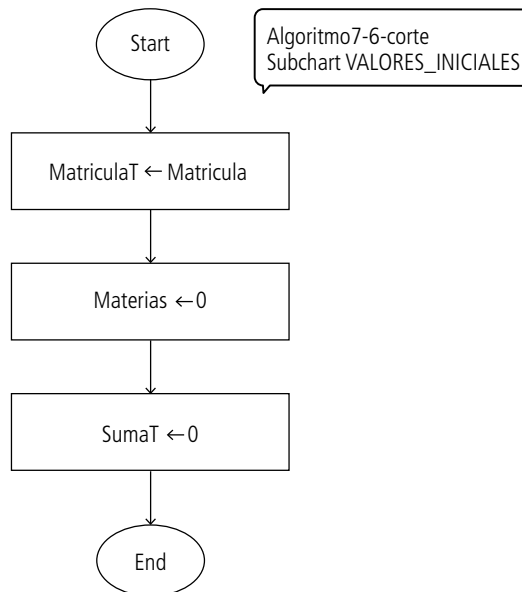 Start
Algoritmo7-6-corte
Subchart VALORES_INICIALES
MatriculaT ← Matricula
Materias ←0
SumaT ←0
End